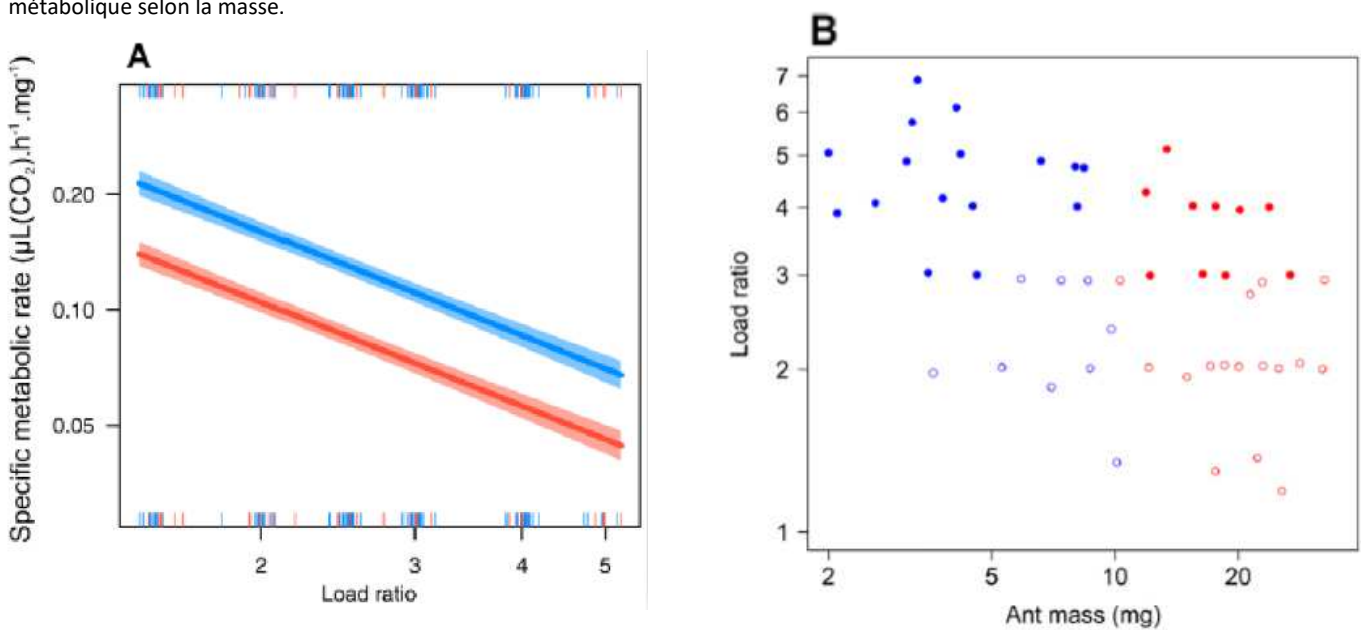 métabolique selon la masse.
A
Specific metabolic rate (µL(CO₂).h⁻¹.mg⁻¹)
0.20
0.10
0.05
2 3 4 5
Load ratio
B
Load ratio
7
6
5
4
3
2
1
2 5 10 20
Ant mass (mg)